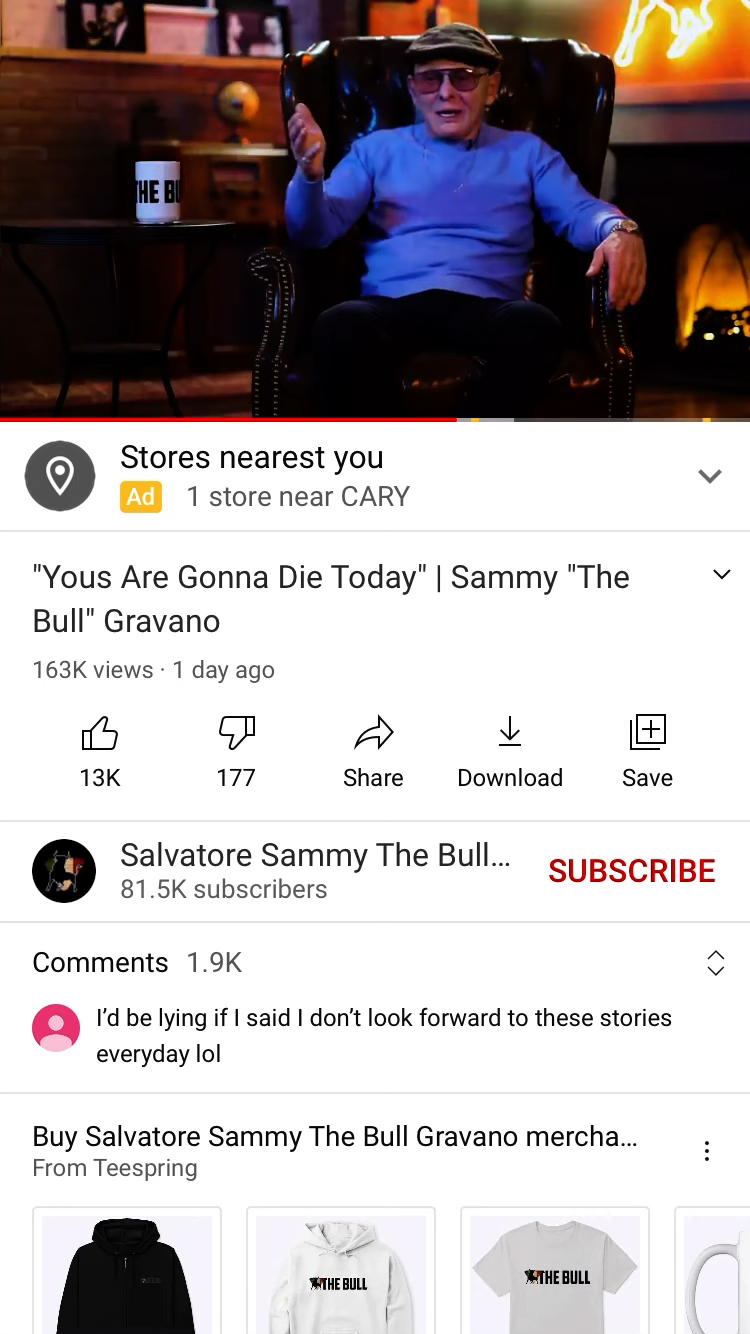 THE BU
Stores nearest you
Ad 1 store near CARY
"Yous Are Gonna Die Today" | Sammy "The
Bull" Gravano
163K views · 1 day ago
13K 177 Share Download Save
Salvatore Sammy The Bull... SUBSCRIBE
81.5K subscribers
Comments 1.9K
I’d be lying if I said I don’t look forward to these stories
everyday lol
Buy Salvatore Sammy The Bull Gravano mercha...
From Teespring
THE BULL THE BULL